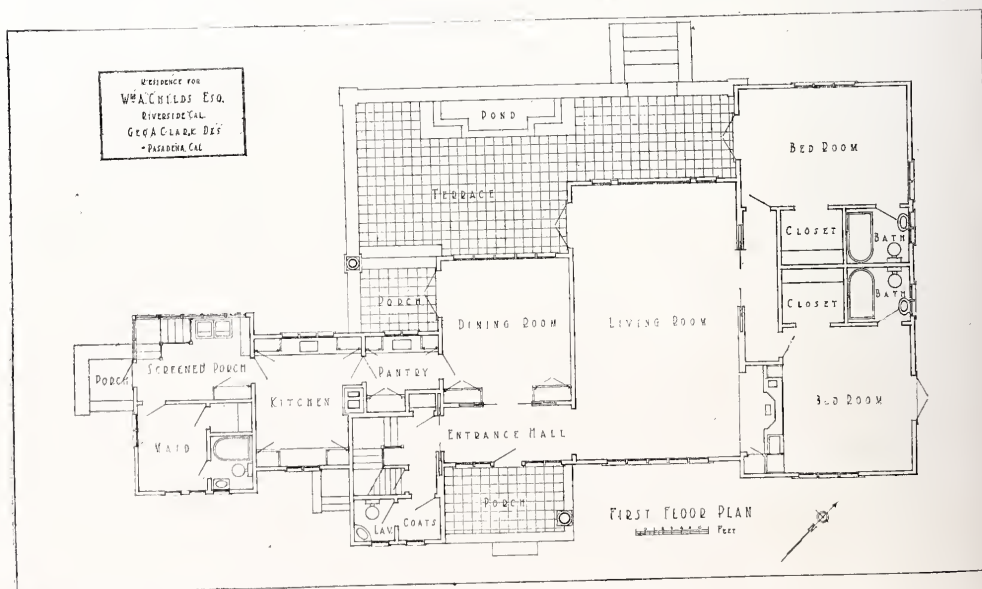 RESIDENCE FOR
WM A. CHILDS ESQ.
RIVERSIDE CAL.
GEO A CLARK DES
PASADENA, CAL
POND
BED ROOM
TERRACE
CLOSET
BATH
PORCH
CLOSET
BATH
DINING ROOM
LIVING ROOM
PORCH
SCREENED PORCH
PANTRY
KITCHEN
BED ROOM
MAID
ENTRANCE HALL
PORCH
LAV.
COATS
FIRST FLOOR PLAN
FEET